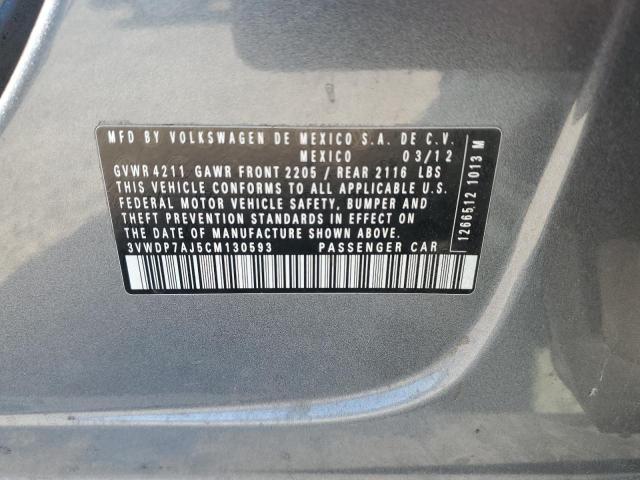 MFD BY VOLKSWAGEN DE MEXICO S.A. DE C.V.
MEXICO 03/12
GVWR 4211 GAWR FRONT 2205 / REAR 2116 LBS
THIS VEHICLE CONFORMS TO ALL APPLICABLE U.S.
FEDERAL MOTOR VEHICLE SAFETY, BUMPER AND
THEFT PREVENTION STANDARDS IN EFFECT ON
THE DATE OF MANUFACTURE SHOWN ABOVE.
3VWDP7AJ5CM130593 PASSENGER CAR
1266512 1013 M